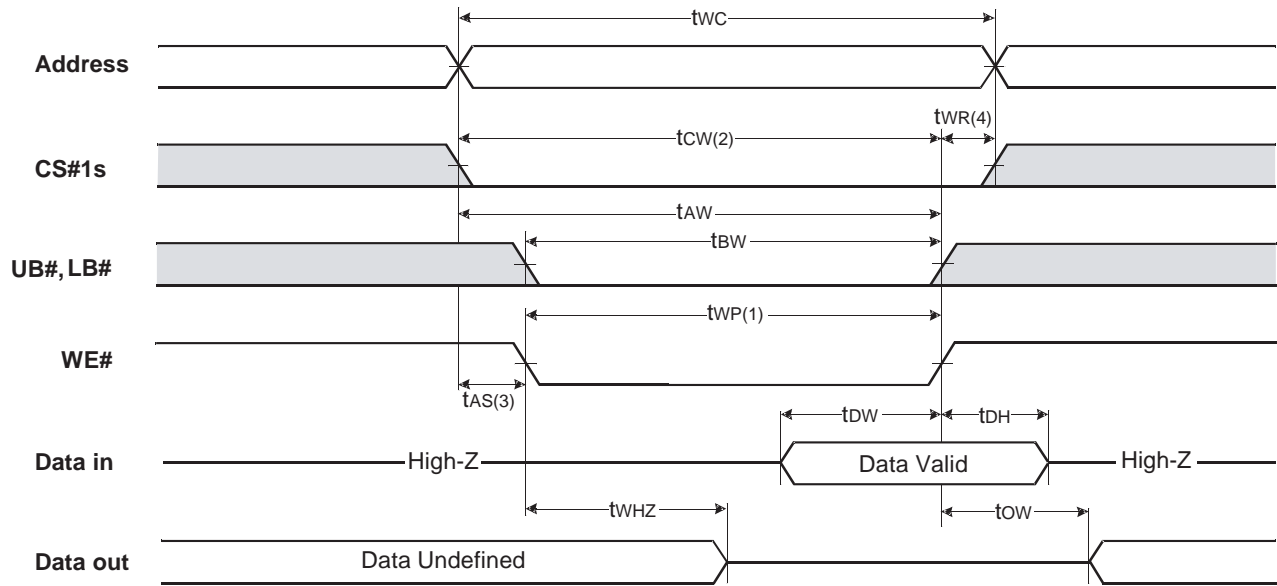 tWC
Address
tCW(2)
tWR(4)
CS#1s
tAW
tBW
UB#, LB#
tWP(1)
WE#
tAS(3)
tDW
tDH
Data in
High-Z
Data Valid
High-Z
tWHZ
tOW
Data out
Data Undefined